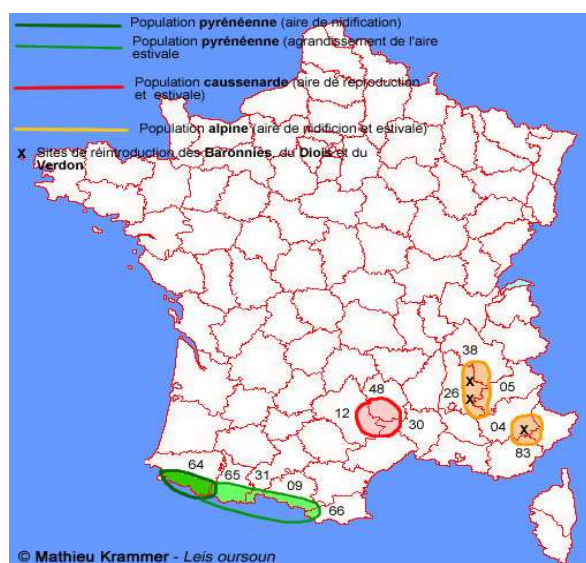 Population pyrénéenne (aire de nidification)
Population pyrénéenne (agrandissement de l'aire
estivale
Population caussenarde (aire de reproduction
et estivale)
Population alpine (aire de nidificion et estivale)
X Sites de réintroduction des Baronnies, du Diois et du
Verdon
38
X
05
48
26
X
12
30
04
X
83
64
65
31
09
66
© Mathieu Krammer - Leis oursoun